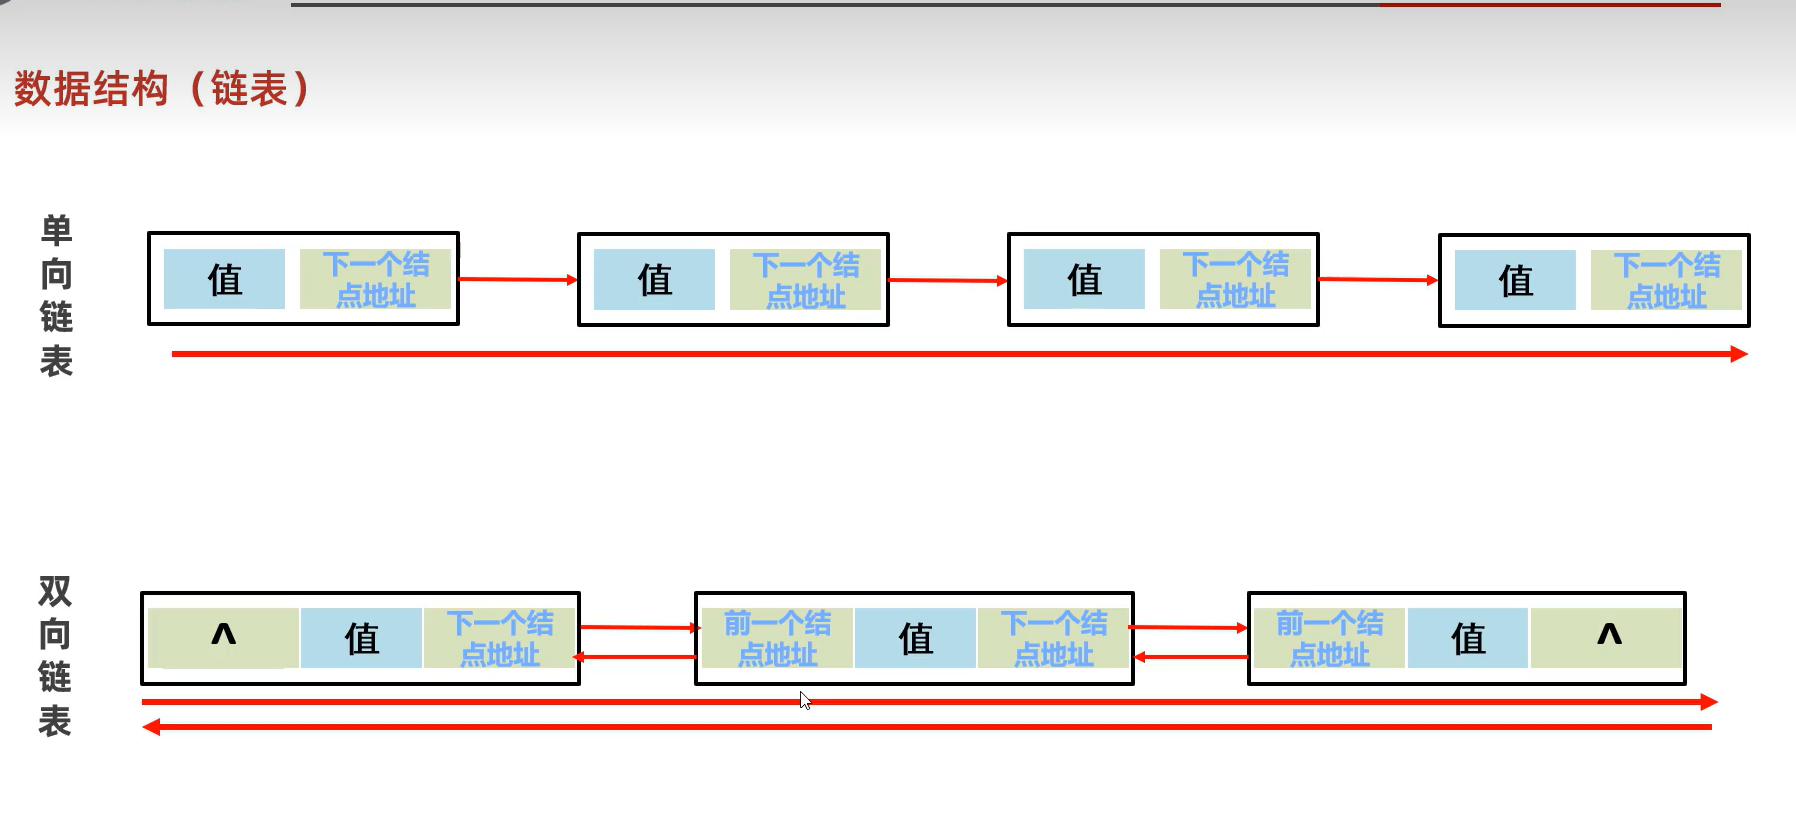 数据结构（链表）
单向链表
值
下一个结
点地址
值
下一个结
点地址
值
下一个结
点地址
值
下一个结
点地址
双向链表
^
值
下一个结
点地址
前一个结
点地址
值
下一个结
点地址
前一个结
点地址
值
^